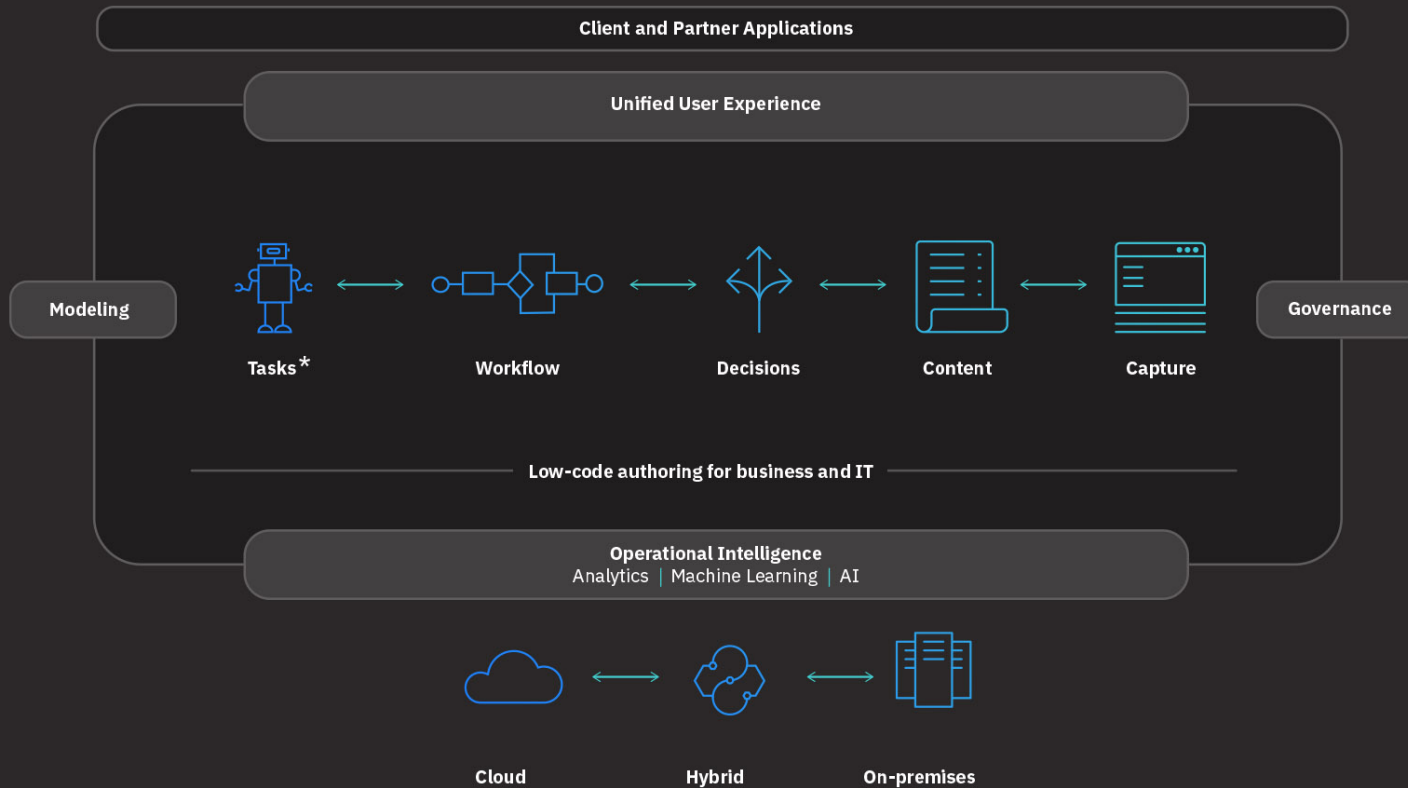 Client and Partner Applications
Unified User Experience
Modeling
Governance
Tasks*
Workflow
Decisions
Content
Capture
Low-code authoring for business and IT
Operational Intelligence
Analytics | Machine Learning | AI
Cloud
Hybrid
On-premises